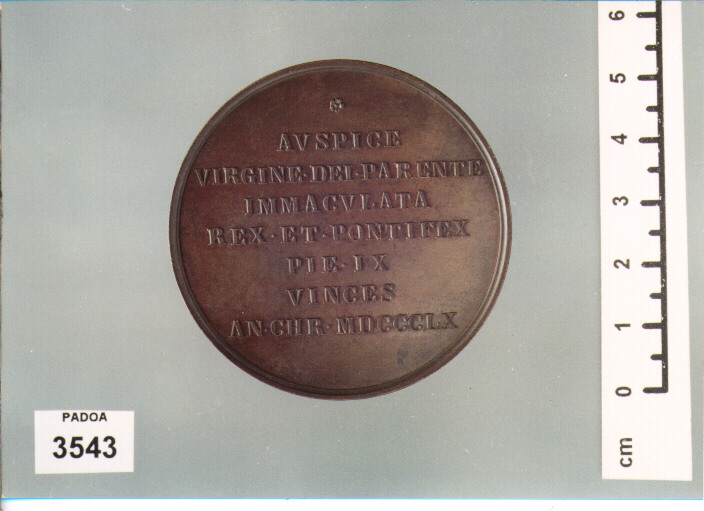 AVSPICE
VIRGINE·DEI·PARENTE
IMMACVLATA
REX·ET·PONTIFEX
PIE·IX
VINCES
AN·CHR·MDCCCLX
PADOA
3543
6
5
4
3
2
1
0
cm